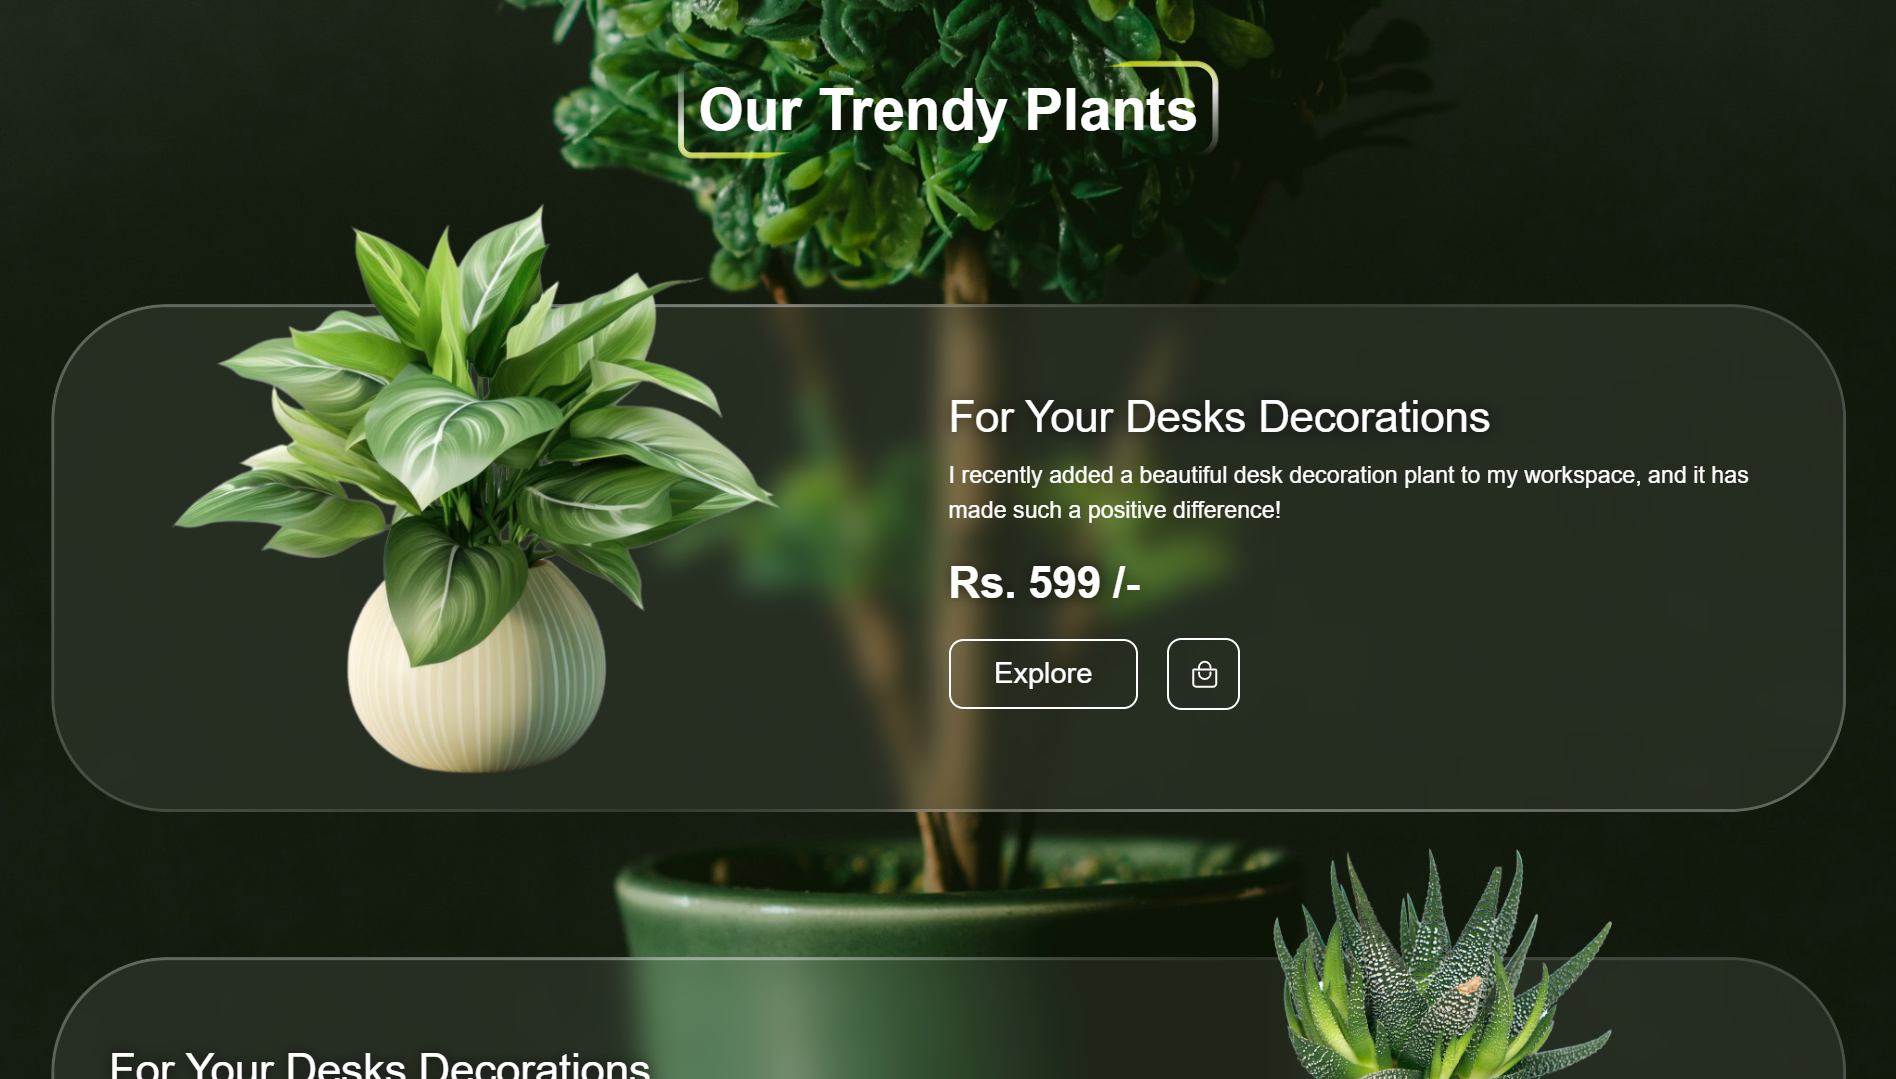 Our Trendy Plants
For Your Desks Decorations
I recently added a beautiful desk decoration plant to my workspace, and it has
made such a positive difference!
Rs. 599 /-
Explore
For Your Desks Decorations